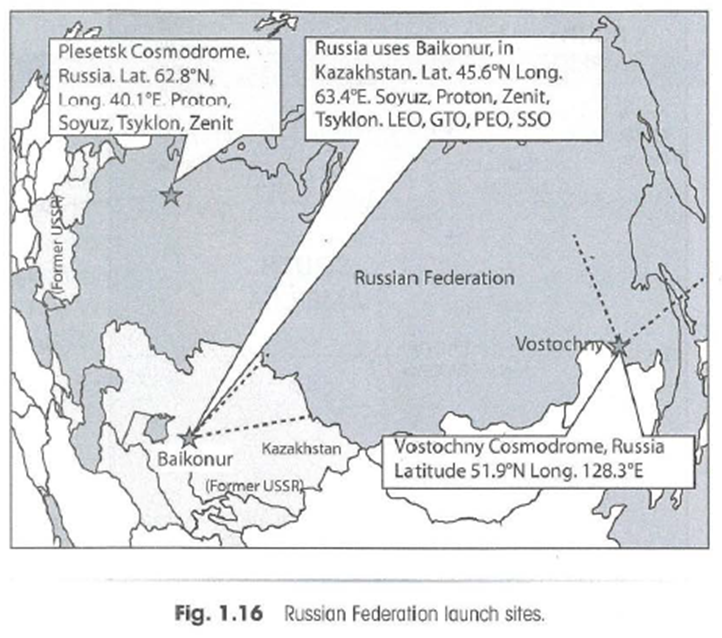 Plesetsk Cosmodrome.
Russia. Lat. 62.8°N,
Long. 40.1°E. Proton,
Soyuz, Tsyklon, Zenit
Russia uses Baikonur, in
Kazakhstan. Lat. 45.6°N Long.
63.4°E. Soyuz, Proton, Zenit,
Tsyklon. LEO, GTO, PEO, SSO
(Former USSR)
Russian Federation
Vostochny
Baikonur
Kazakhstan
(Former USSR)
Vostochny Cosmodrome, Russia
Latitude 51.9°N Long. 128.3°E
Fig. 1.16 Russian Federation launch sites.